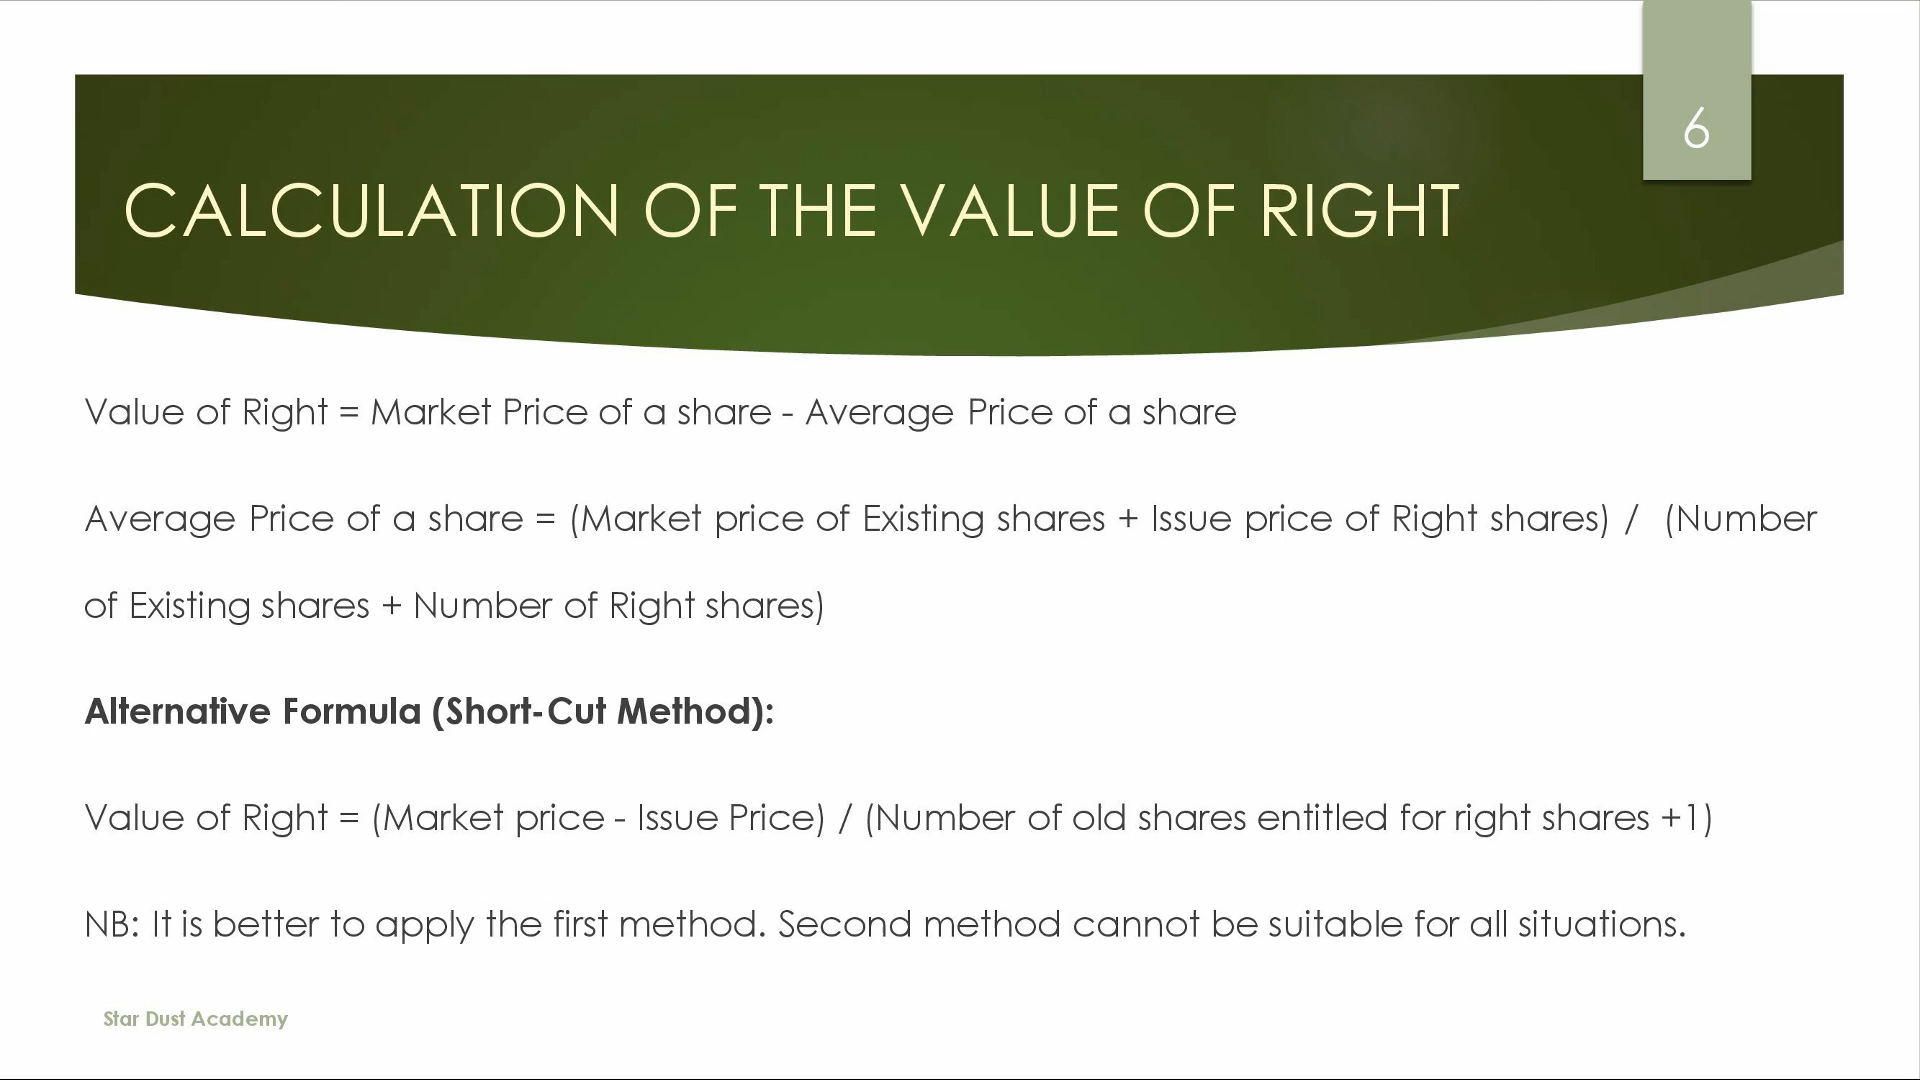 6
CALCULATION OF THE VALUE OF RIGHT
Value of Right = Market Price of a share - Average Price of a share
Average Price of a share = (Market price of Existing shares + Issue price of Right shares) / (Number
of Existing shares + Number of Right shares)
Alternative Formula (Short-Cut Method):
Value of Right = (Market price - Issue Price) / (Number of old shares entitled for right shares +1)
NB: It is better to apply the first method. Second method cannot be suitable for all situations.
Star Dust Academy